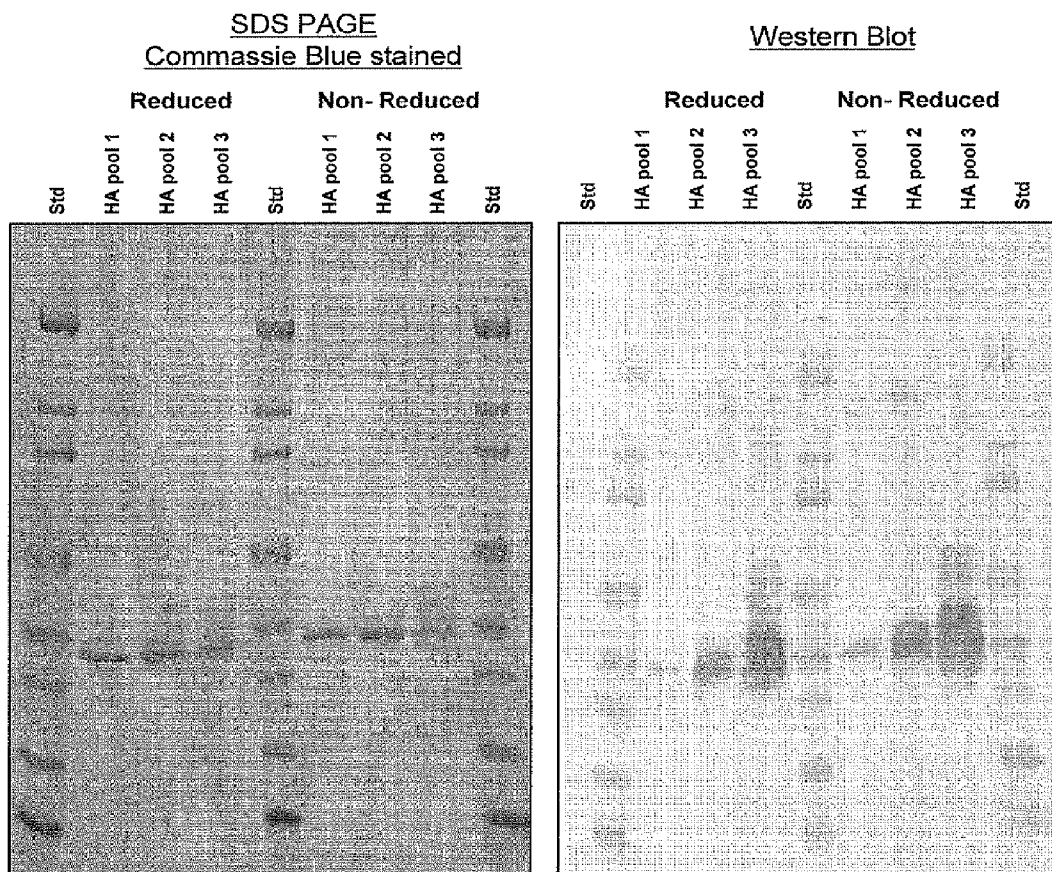 SDS PAGE
Commassie Blue stained
Reduced
Non- Reduced
Std
HA pool 1
HA pool 2
HA pool 3
Std
HA pool 1
HA pool 2
HA pool 3
Std
Western Blot
Reduced
Non- Reduced
Std
HA pool 1
HA pool 2
HA pool 3
Std
HA pool 1
HA pool 2
HA pool 3
Std